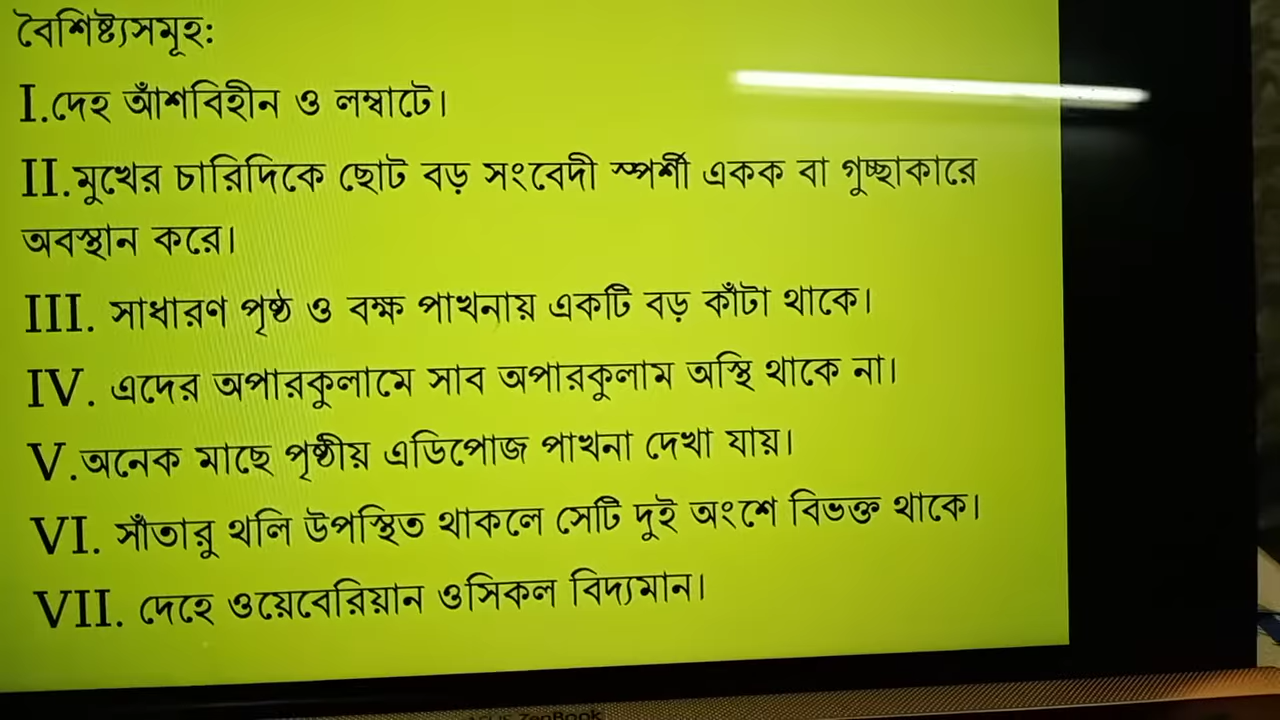 বৈশিষ্ট্যসমূহ:
I.দেহ আঁশবিহীন ও লম্বাটে।
II.মুখের চারিদিকে ছোট বড় সংবেদী স্পর্শী একক বা গুচ্ছাকারে
অবস্থান করে।
III. সাধারণ পৃষ্ঠ ও বক্ষ পাখনায় একটি বড় কাঁটা থাকে।
IV. এদের অপারকুলামে সাব অপারকুলাম অস্থি থাকে না।
V.অনেক মাছে পৃষ্ঠীয় এডিপোজ পাখনা দেখা যায়।
VI. সাঁতারু থলি উপস্থিত থাকলে সেটি দুই অংশে বিভক্ত থাকে।
VII. দেহে ওয়েবেরিয়ান ওসিকল বিদ্যমান।
ZenBook